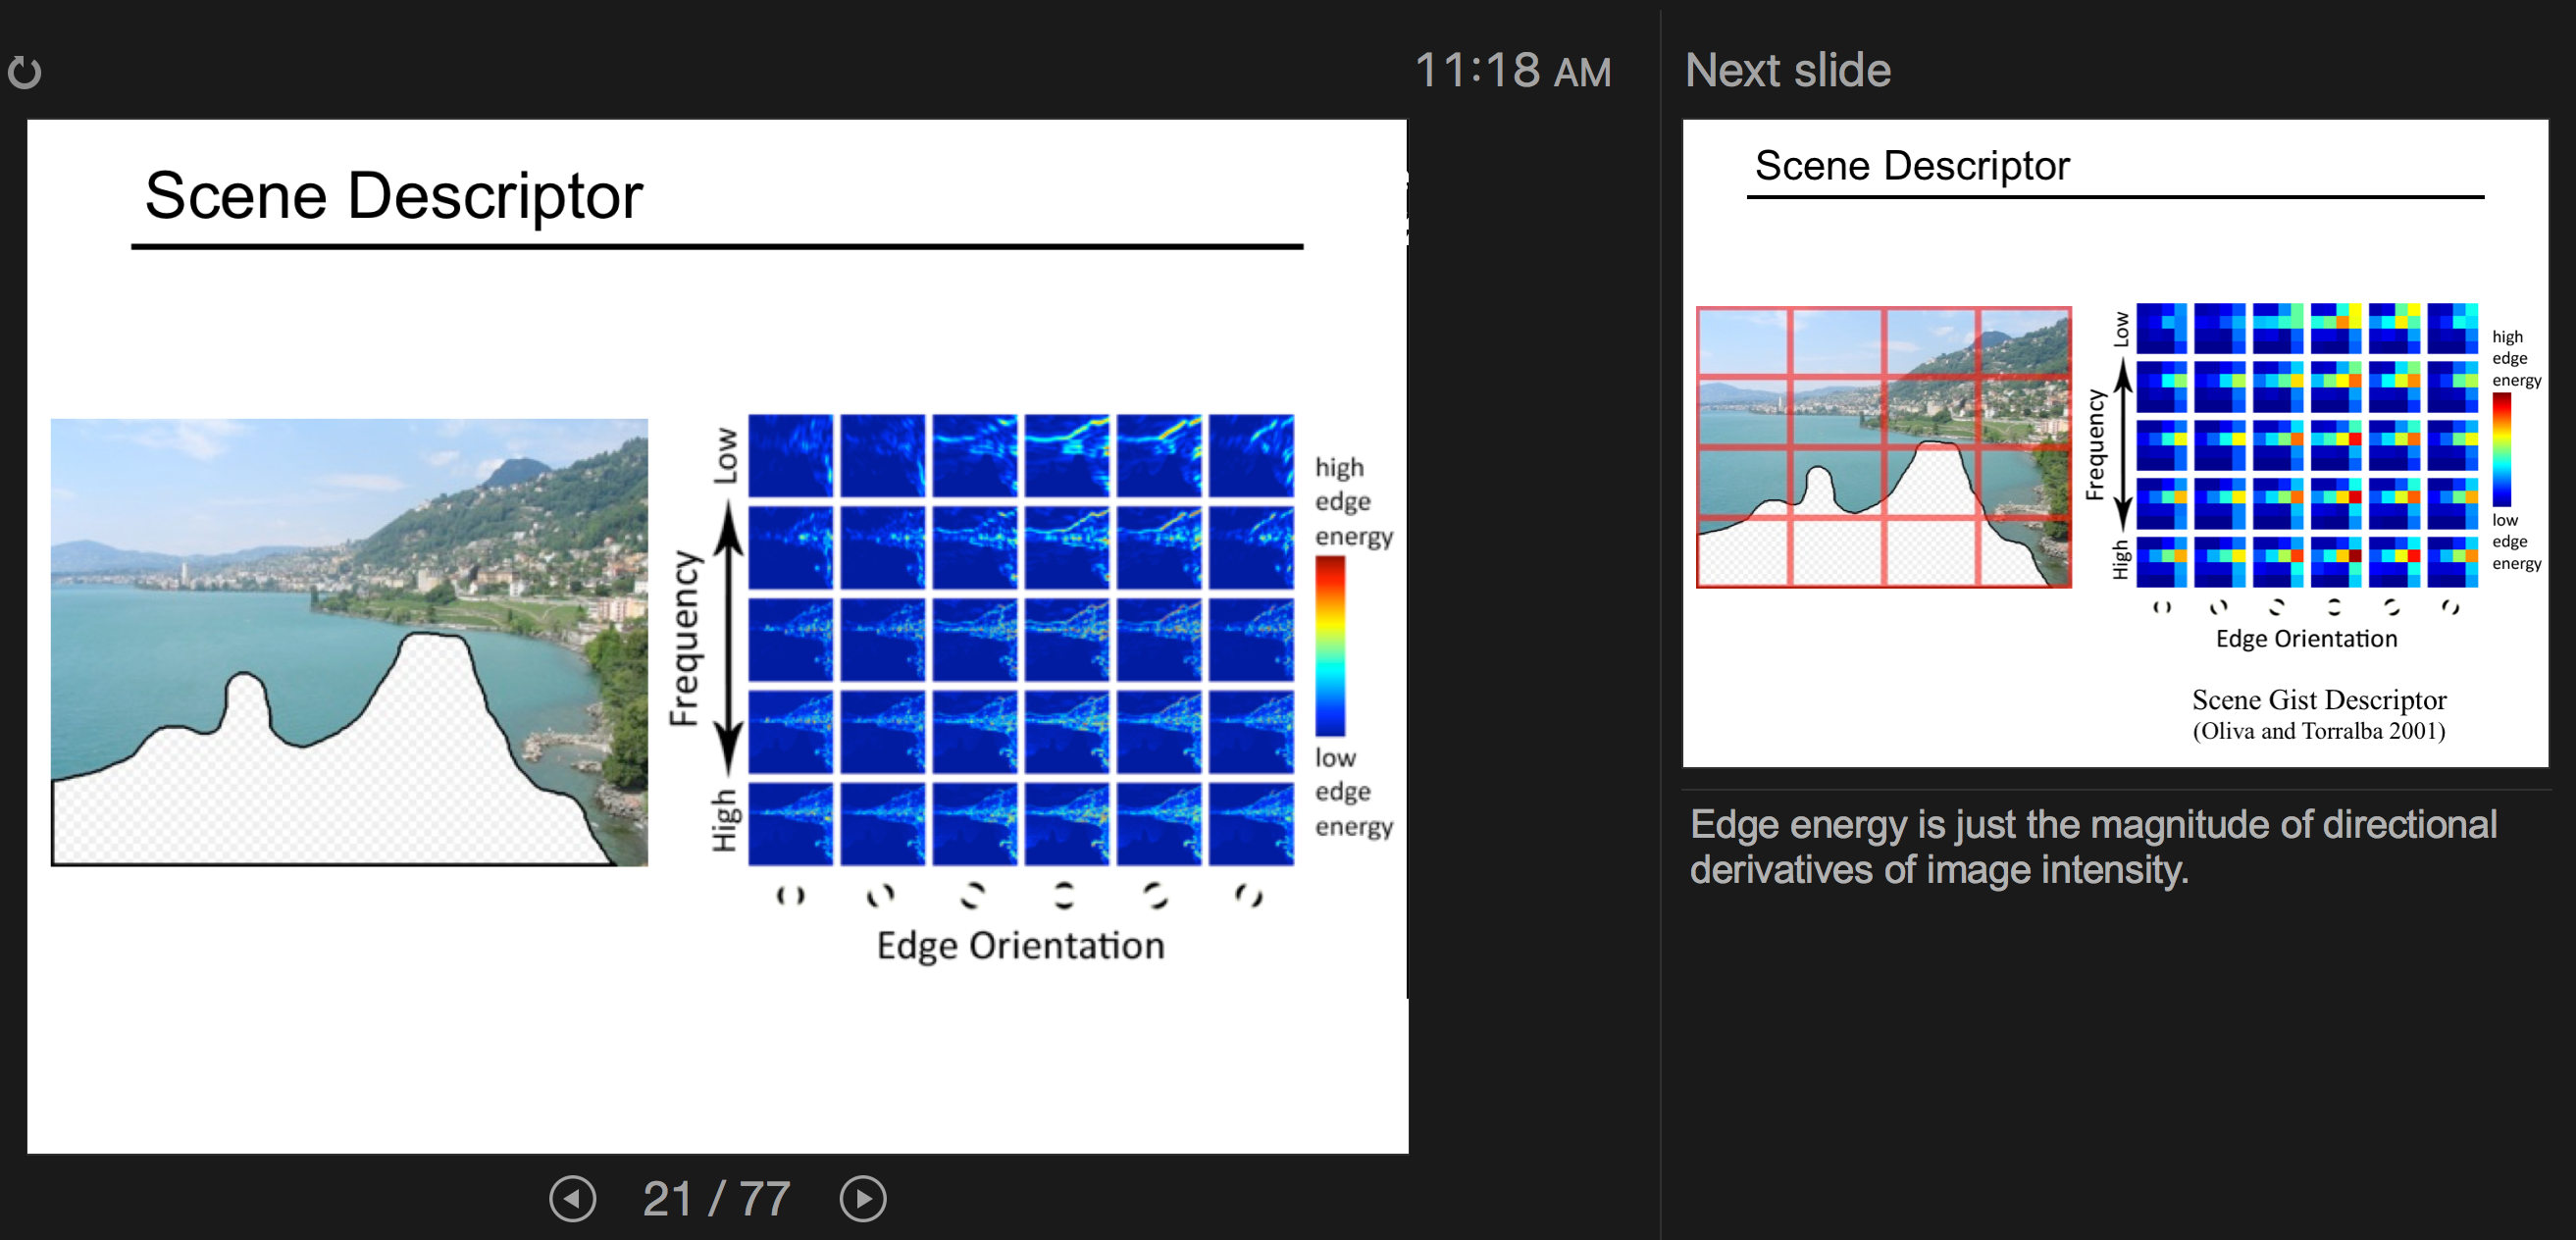 11:18 AM
Next slide
Scene Descriptor
Low
Frequency
High
high
edge
energy
low
edge
energy
Edge Orientation
21 / 77
Scene Descriptor
Low
Frequency
High
high
edge
energy
low
edge
energy
Edge Orientation
Scene Gist Descriptor
(Oliva and Torralba 2001)
Edge energy is just the magnitude of directional
derivatives of image intensity.